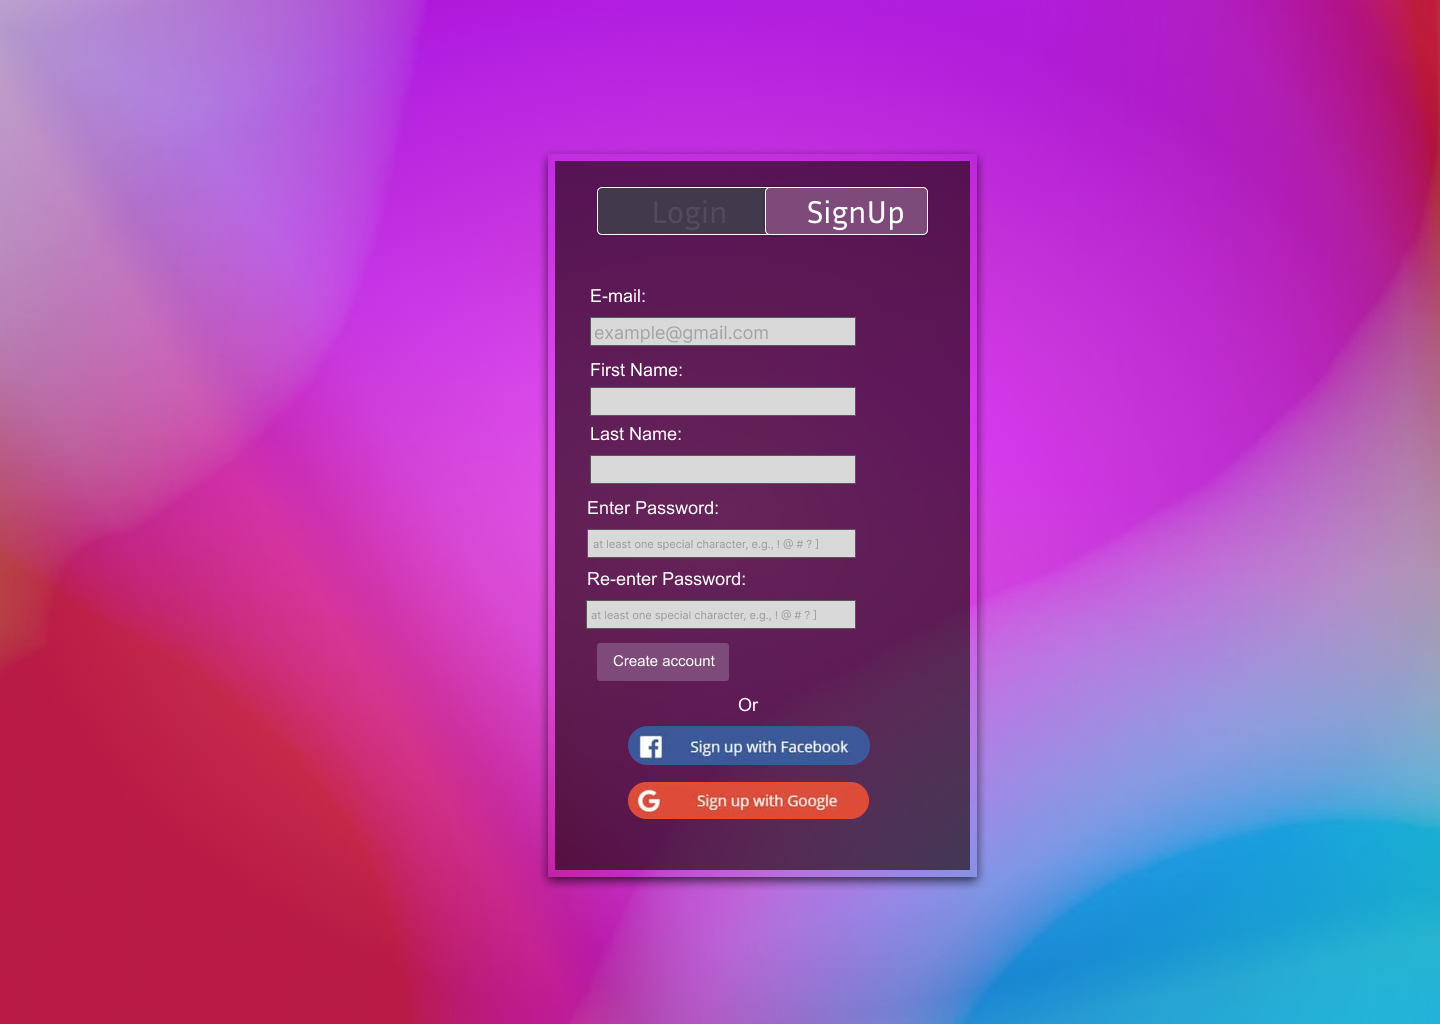 Login SignUp
E-mail:
example@gmail.com
First Name:
Last Name:
Enter Password:
at least one special character, e.g., ! @ # ? ]
Re-enter Password:
at least one special character, e.g., ! @ # ? ]
Create account
Or
Sign up with Facebook
Sign up with Google